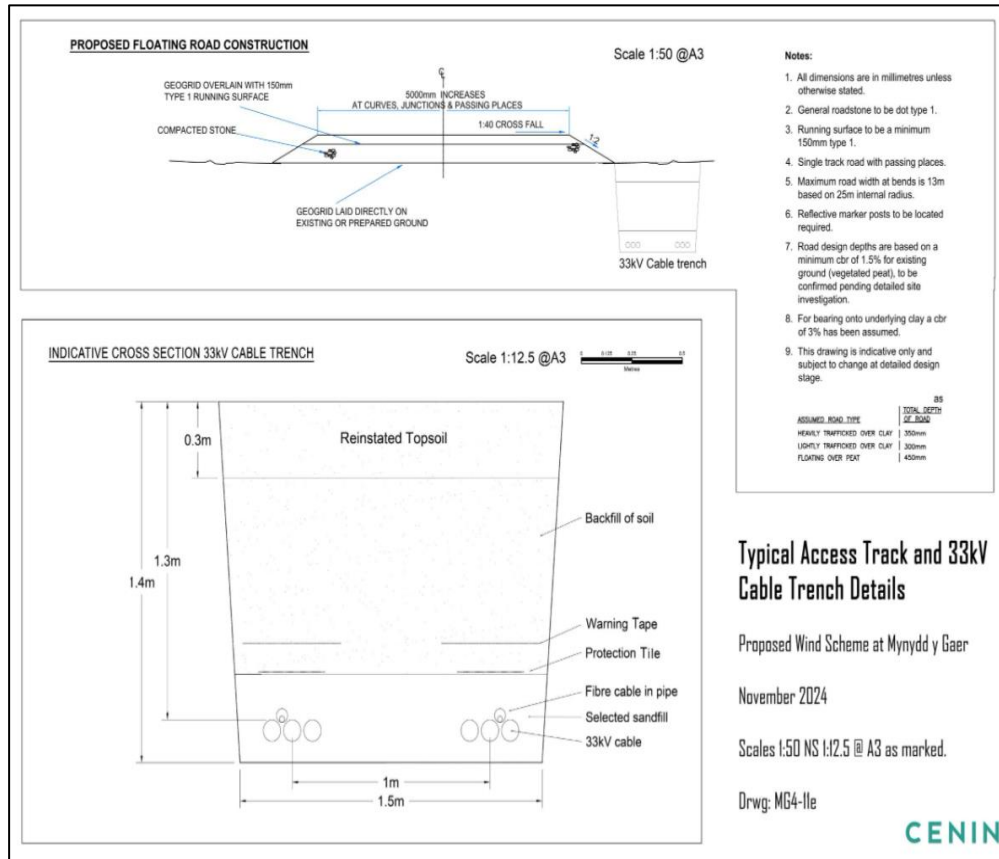 PROPOSED FLOATING ROAD CONSTRUCTION
Scale 1:50 @A3
GEOGRID OVERLAIN WITH 150mm
TYPE 1 RUNNING SURFACE
COMPACTED STONE
5000mm INCREASES
AT CURVES, JUNCTIONS & PASSING PLACES
1:40 CROSS FALL
GEOGRID LAID DIRECTLY ON
EXISTING OR PREPARED GROUND
33kV Cable trench
Notes:
1. All dimensions are in millimetres unless
otherwise stated.
2. General roadstone to be dot type 1.
3. Running surface to be a minimum
150mm type 1.
4. Single track road with passing places.
5. Maximum road width at bends is 13m
based on 25m internal radius.
6. Reflective marker posts to be located
required.
7. Road design depths are based on a
minimum cbr of 1.5% for existing
ground (vegetated peat), to be
confirmed pending detailed site
investigation.
8. For bearing onto underlying clay a cbr
of 3% has been assumed.
9. This drawing is indicative only and
subject to change at detailed design
stage.
as
ASSUMED ROAD TYPE TOTAL DEPTH OF ROAD
HEAVILY TRAFFICKED OVER CLAY 350mm
LIGHTLY TRAFFICKED OVER CLAY 300mm
FLOATING OVER PEAT 450mm
INDICATIVE CROSS SECTION 33kV CABLE TRENCH
Scale 1:12.5 @A3
0 0.125 0.25 0.5
Metres
0.3m
Reinstated Topsoil
1.3m
1.4m
Backfill of soil
Warning Tape
Protection Tile
Fibre cable in pipe
Selected sandfill
33kV cable
1m
1.5m
Typical Access Track and 33kV
Cable Trench Details
Proposed Wind Scheme at Mynydd y Gaer
November 2024
Scales 1:50 NS 1:12.5 @ A3 as marked.
Drwg: MG4-11e
CENIN